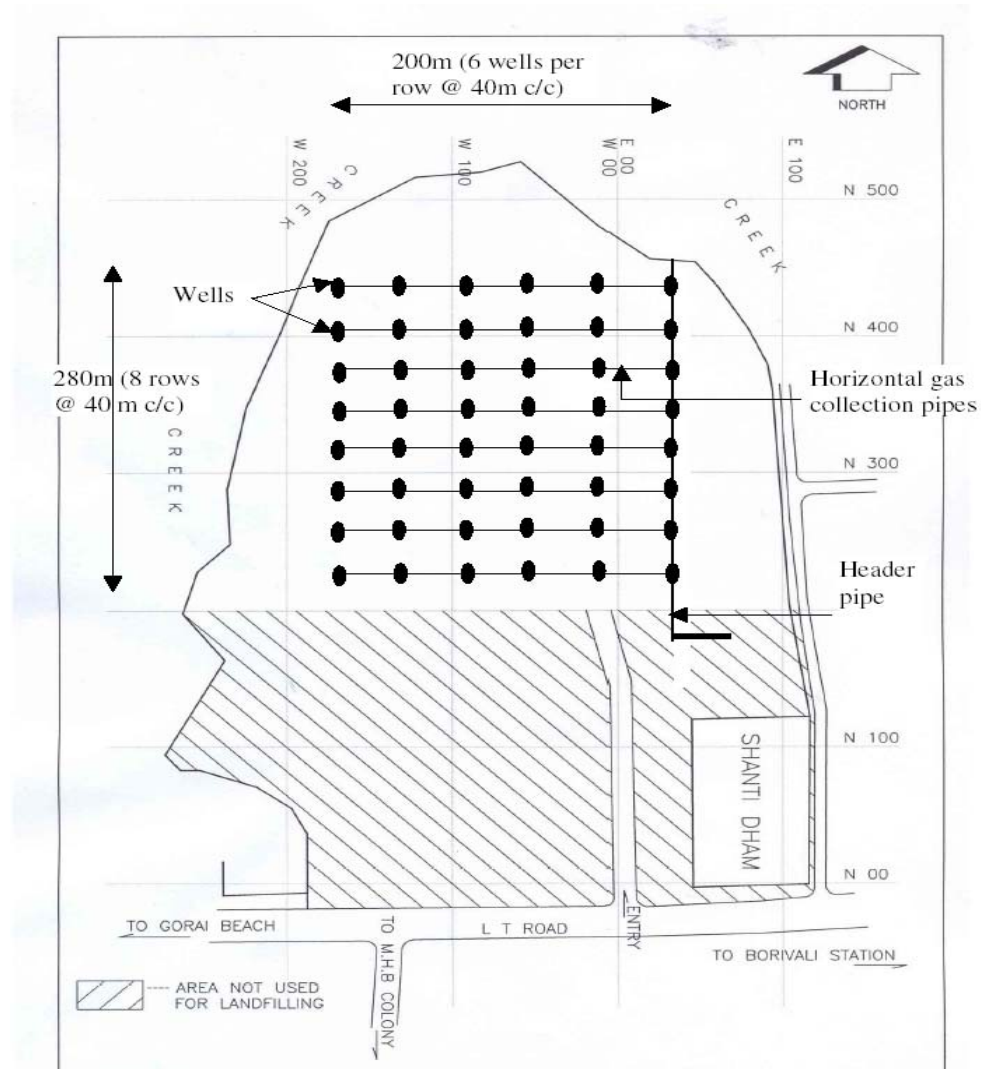 200m (6 wells per
row @ 40m c/c)
NORTH
W 200
CREEK
W 100
E 00
W 00
E 100
CREEK
N 500
Wells
N 400
280m (8 rows
@ 40 m c/c)
Horizontal gas
collection pipes
CREEK
N 300
Header
pipe
N 100
SHANTI DHAM
N 00
TO GORAI BEACH
TO M.H.B COLONY
L T ROAD
ENTRY
TO BORIVALI STATION
--- AREA NOT USED
FOR LANDFILLING